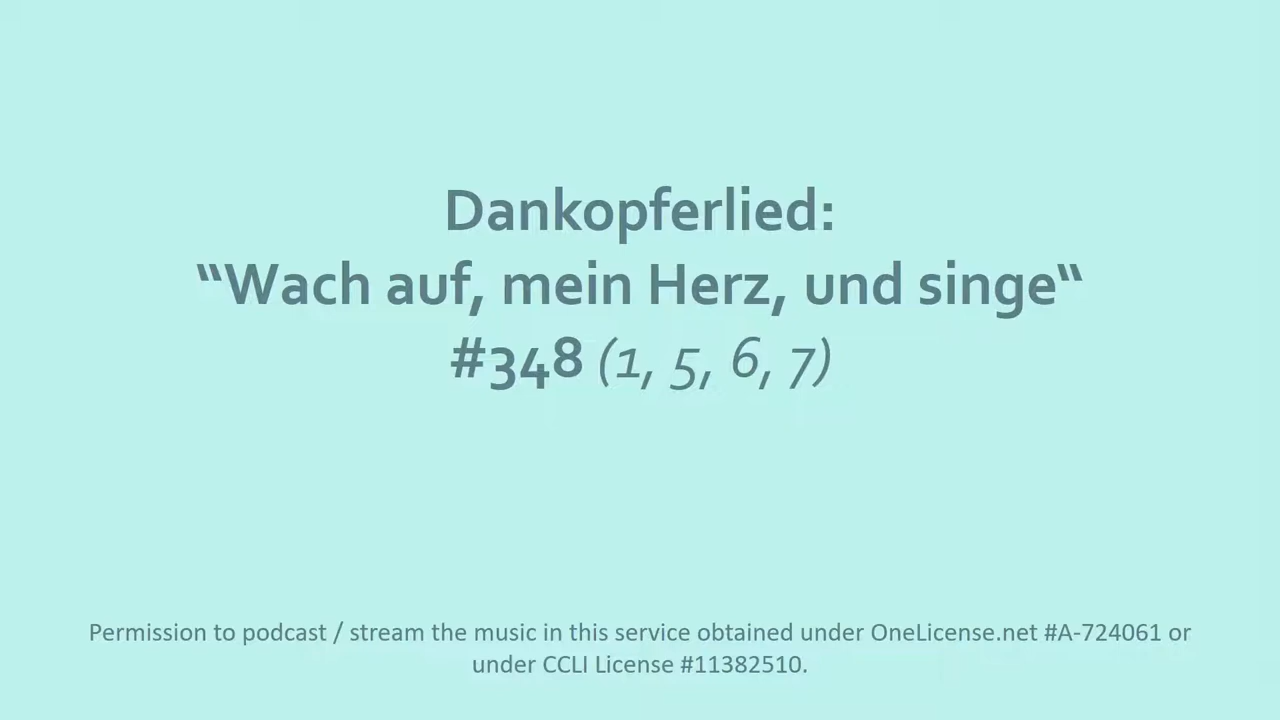 Dankopferlied:
“Wach auf, mein Herz, und singe“
#348 (1, 5, 6, 7)
Permission to podcast / stream the music in this service obtained under OneLicense.net #A-724061 or
under CCLI License #11382510.